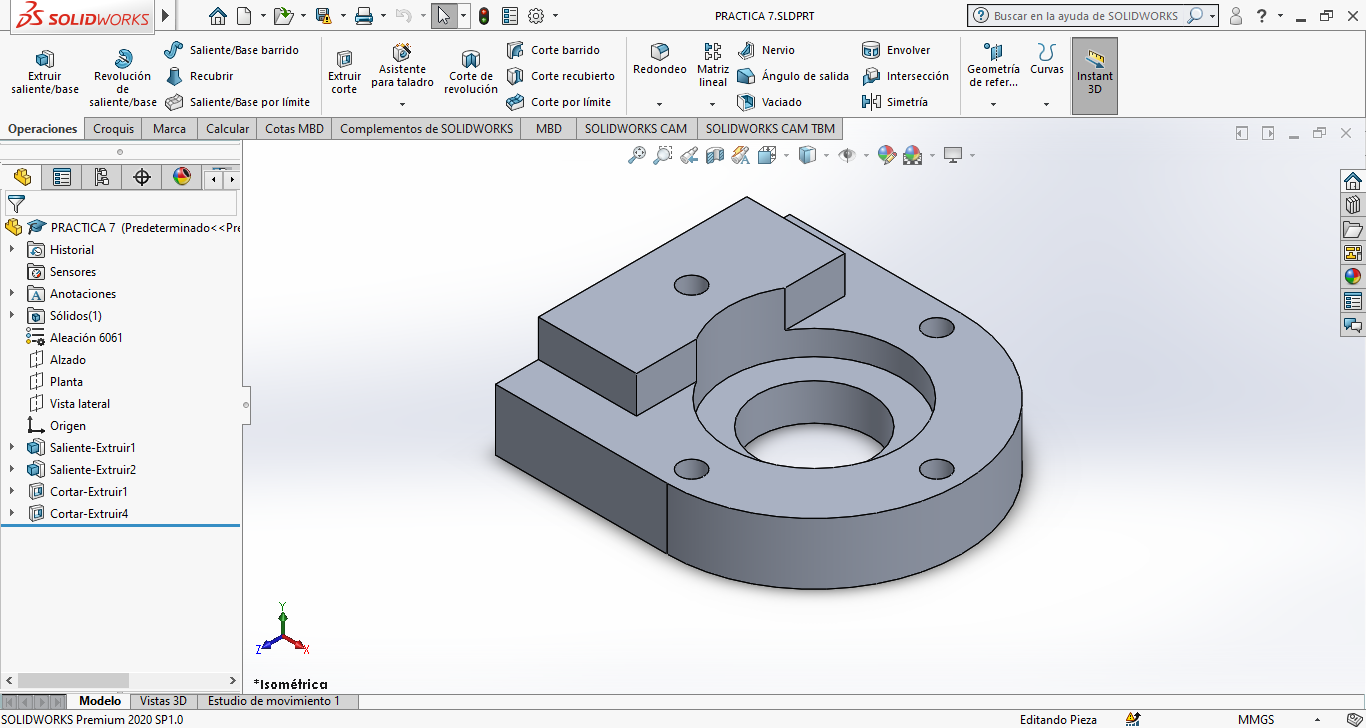 SOLIDWORKS
PRACTICA 7.SLDPRT
Buscar en la ayuda de SOLIDWORKS
?
Extruir saliente/base
Revolución de saliente/base
Saliente/Base barrido
Recubrir
Saliente/Base por límite
Extruir corte
Asistente para taladro
Corte de revolución
Corte barrido
Corte recubierto
Corte por límite
Redondeo
Matriz lineal
Nervio
Ángulo de salida
Vaciado
Envolver
Intersección
Simetría
Geometría de refer...
Curvas
Instant 3D
Operaciones
Croquis
Marca
Calcular
Cotas MBD
Complementos de SOLIDWORKS
MBD
SOLIDWORKS CAM
SOLIDWORKS CAM TBM
PRACTICA 7 (Predeterminado<<Pre
Historial
Sensores
Anotaciones
Sólidos(1)
Aleación 6061
Alzado
Planta
Vista lateral
Origen
Saliente-Extruir1
Saliente-Extruir2
Cortar-Extruir1
Cortar-Extruir4
Y
Z
X
*Isométrica
Modelo
Vistas 3D
Estudio de movimiento 1
SOLIDWORKS Premium 2020 SP1.0
Editando Pieza
MMGS